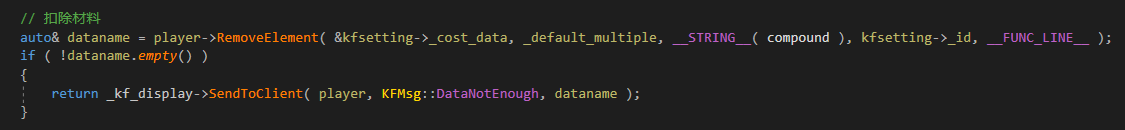 // 扣除材料
auto& dataname = player->RemoveElement( &kfsetting->_cost_data, _default_multiple, __STRING__( compound ), kfsetting->_id, __FUNC_LINE__ );
if ( !dataname.empty() )
{
    return _kf_display->SendToClient( player, KFMsg::DataNotEnough, dataname );
}